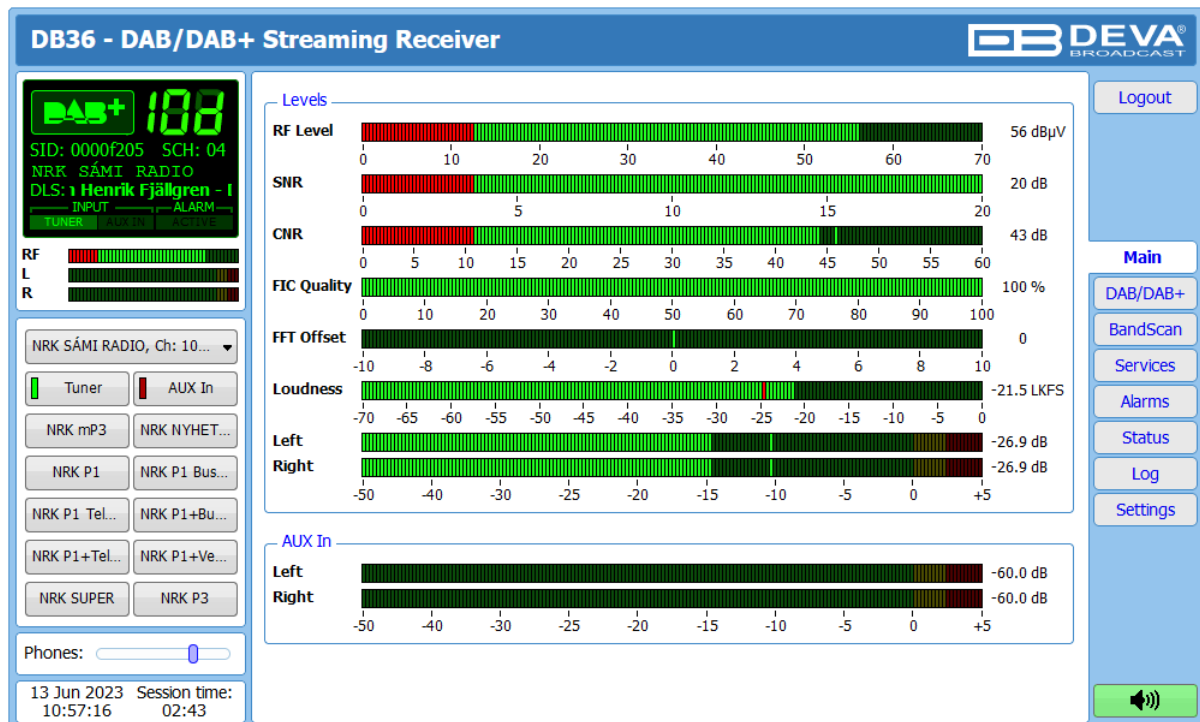 DB36 - DAB/DAB+ Streaming Receiver
DB DEVA®
BROADCAST
DAB+ 10d
SID: 0000f205 SCH: 04
NRK SÁMI RADIO
DLS: Henrik Fjällgren -
INPUT ALARM
TUNER AUX IN ACTIVE
RF
L
R
NRK SÁMI RADIO, Ch: 10...
Tuner AUX In
NRK mP3 NRK NYHET...
NRK P1 NRK P1 Bus...
NRK P1 Tel... NRK P1+Bu...
NRK P1+Tel... NRK P1+Ve...
NRK SUPER NRK P3
Phones:
13 Jun 2023 Session time:
10:57:16 02:43
Levels
RF Level 56 dBµV
0 10 20 30 40 50 60 70
SNR 20 dB
0 5 10 15 20
CNR 43 dB
0 5 10 15 20 25 30 35 40 45 50 55 60
FIC Quality 100 %
0 10 20 30 40 50 60 70 80 90 100
FFT Offset 0
-10 -8 -6 -4 -2 0 2 4 6 8 10
Loudness -21.5 LKFS
-70 -65 -60 -55 -50 -45 -40 -35 -30 -25 -20 -15 -10 -5 0
Left -26.9 dB
Right -26.9 dB
-50 -40 -30 -25 -20 -15 -10 -5 0 +5
AUX In
Left -60.0 dB
Right -60.0 dB
-50 -40 -30 -25 -20 -15 -10 -5 0 +5
Logout
Main
DAB/DAB+
BandScan
Services
Alarms
Status
Log
Settings